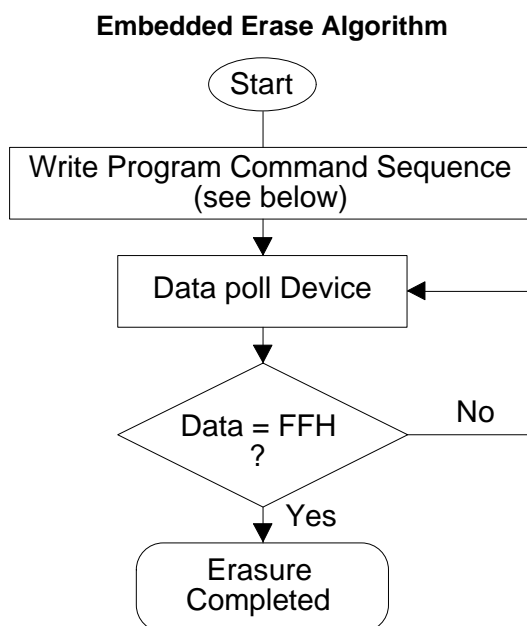 Embedded Erase Algorithm
Start
Write Program Command Sequence
(see below)
Data poll Device
Data = FFH
?
No
Yes
Erasure
Completed